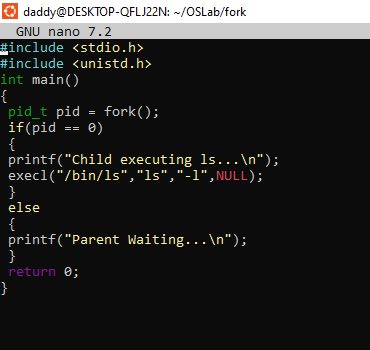 daddy@DESKTOP-QFLJ22N: ~/OSLab/fork
GNU nano 7.2
#include <stdio.h>
#include <unistd.h>
int main()
{
 pid_t pid = fork();
 if(pid == 0)
 {
 printf("Child executing ls...\n");
 execl("/bin/ls","ls","-l",NULL);
 }
 else
 {
 printf("Parent Waiting...\n");
 }
 return 0;
}